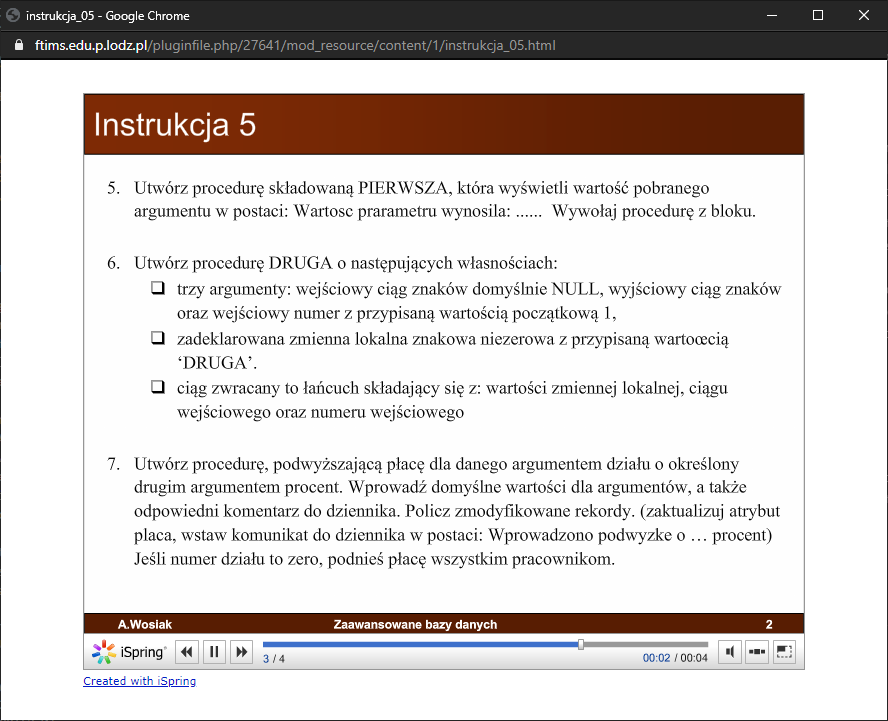 instrukcja_05 - Google Chrome
ftims.edu.p.lodz.pl/pluginfile.php/27641/mod_resource/content/1/instrukcja_05.html
Instrukcja 5
5. Utwórz procedurę składowaną PIERWSZA, która wyświetli wartość pobranego
argumentu w postaci: Wartosc prarametru wynosila: ...... Wywołaj procedurę z bloku.
6. Utwórz procedurę DRUGA o następujących własnościach:
❑ trzy argumenty: wejściowy ciąg znaków domyślnie NULL, wyjściowy ciąg znaków
oraz wejściowy numer z przypisaną wartością początkową 1,
❑ zadeklarowana zmienna lokalna znakowa niezerowa z przypisaną wartoœcią
‘DRUGA’.
❑ ciąg zwracany to łańcuch składający się z: wartości zmiennej lokalnej, ciągu
wejściowego oraz numeru wejściowego
7. Utwórz procedurę, podwyższającą płacę dla danego argumentem działu o określony
drugim argumentem procent. Wprowadź domyślne wartości dla argumentów, a także
odpowiedni komentarz do dziennika. Policz zmodyfikowane rekordy. (zaktualizuj atrybut
placa, wstaw komunikat do dziennika w postaci: Wprowadzono podwyzke o … procent)
Jeśli numer działu to zero, podnieś płacę wszystkim pracownikom.
A.Wosiak Zaawansowane bazy danych 2
iSpring 3 / 4 00:02 / 00:04
Created with iSpring